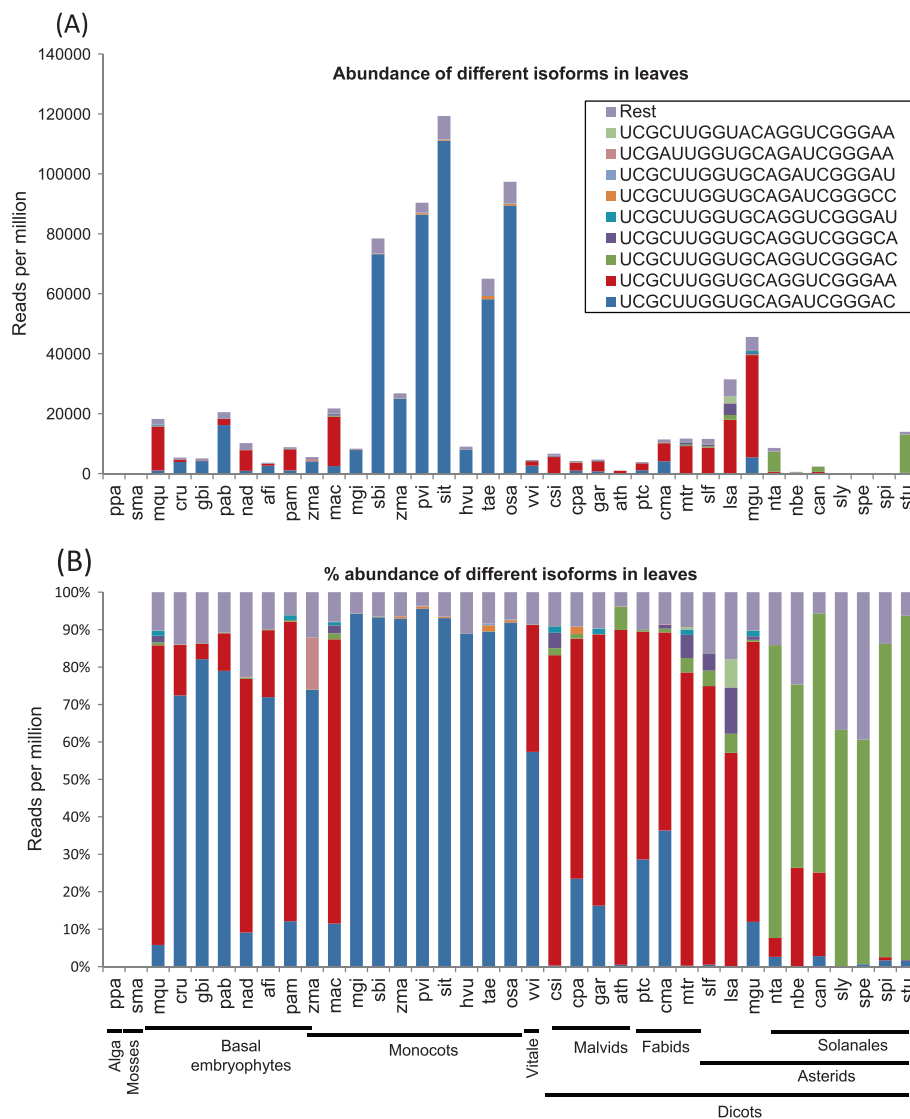 (A)
Abundance of different isoforms in leaves
140000
120000
100000
80000
60000
40000
20000
0
Reads per million
Rest
UCGCUUGGUACAGGUCGGGAA
UCGAUUGGUGCAGAUCGGGAA
UCGCUUGGUGCAGAUCGGGAU
UCGCUUGGUGCAGAUCGGGCC
UCGCUUGGUGCAGGUCGGGAU
UCGCUUGGUGCAGGUCGGGCA
UCGCUUGGUGCAGGUCGGGAC
UCGCUUGGUGCAGGUCGGGAA
UCGCUUGGUGCAGAUCGGGAC
ppa sma mqu cru gbi pab nad afi pam zma mac mgi sbi zma pvi sit hvu tae osa vvi csi cpa gar ath ptc cma mtr slf lsa mgu nta nbe can sly spe spi stu
(B)
% abundance of different isoforms in leaves
100%
90%
80%
70%
60%
50%
40%
30%
20%
10%
0%
Reads per million
ppa sma mqu cru gbi pab nad afi pam zma mac mgi sbi zma pvi sit hvu tae osa vvi csi cpa gar ath ptc cma mtr slf lsa mgu nta nbe can sly spe spi stu
Alga
Mosses
Basal
embryophytes
Monocots
Vitale
Malvids
Fabids
Solanales
Asterids
Dicots